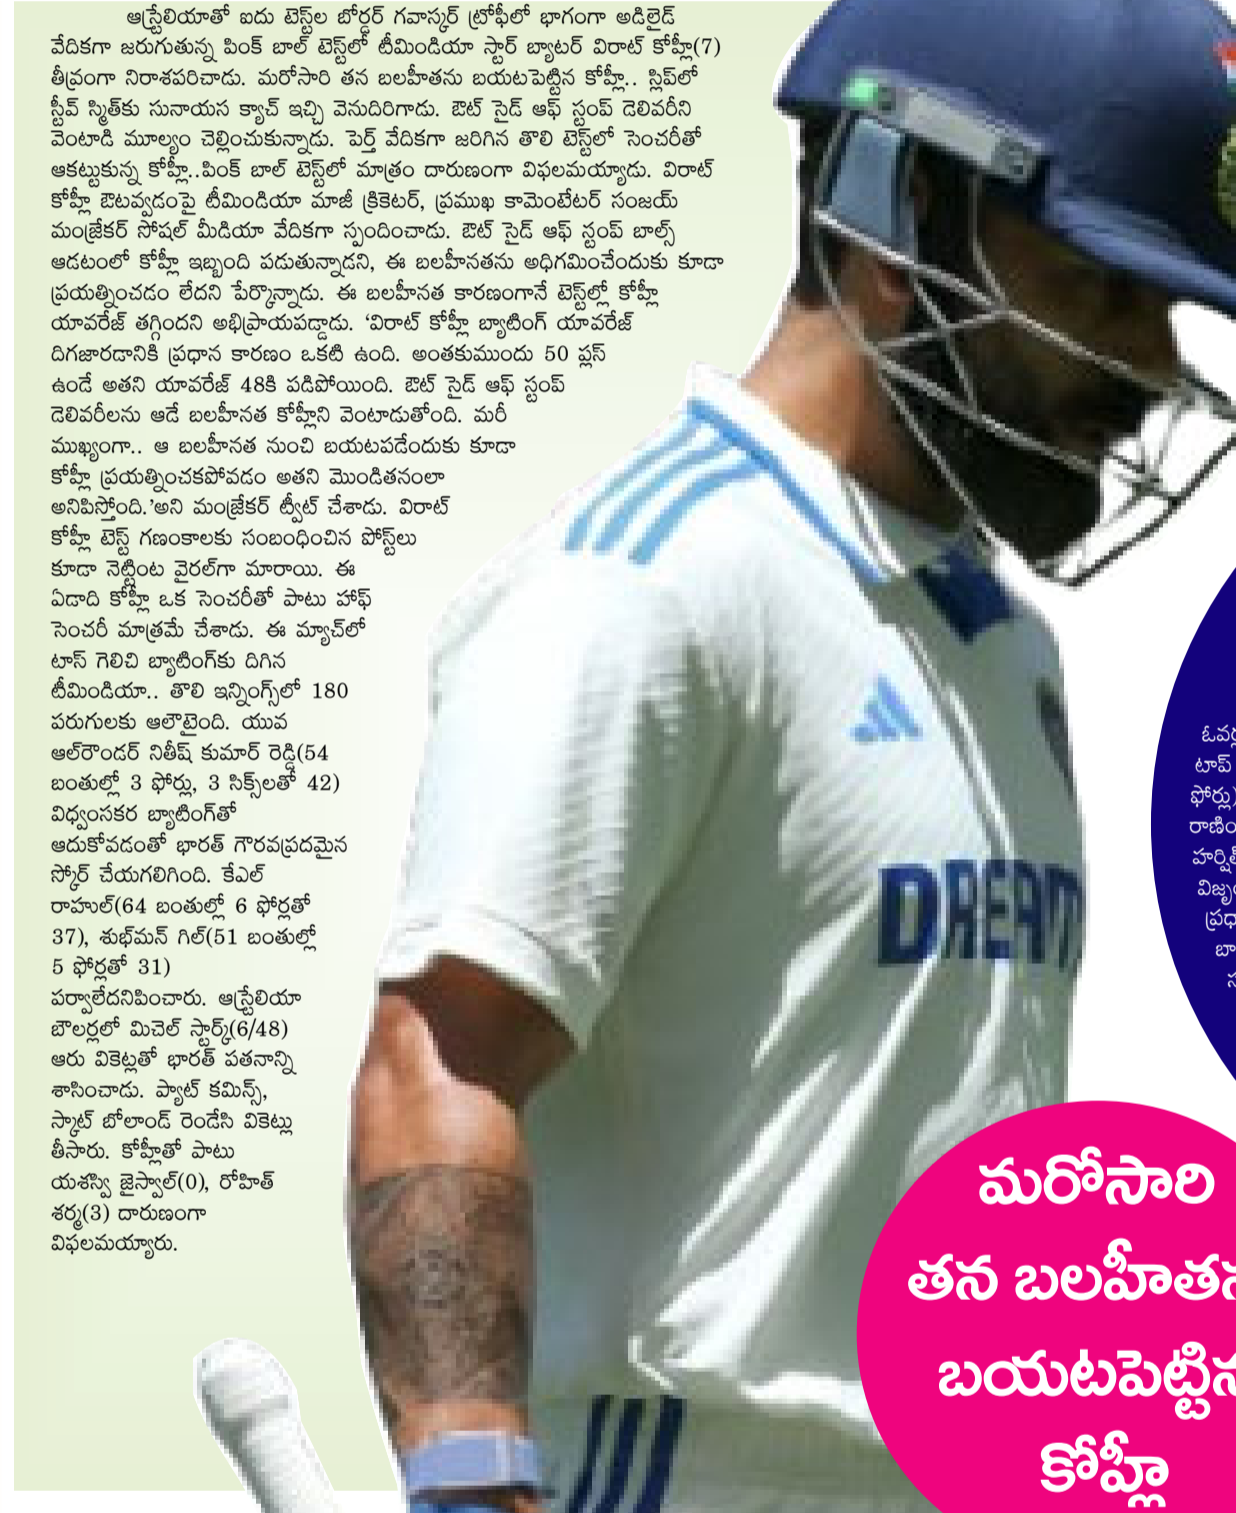 ఆస్ట్రేలియాతో ఐదు టెస్ట్‌ల బోర్డర్ గవాస్కర్ ట్రోఫీలో భాగంగా అడిలైడ్
వేదికగా జరుగుతున్న పింక్ బాల్ టెస్ట్‌లో టీమిండియా స్టార్ బ్యాటర్ విరాట్ కోహ్లీ(7)
తీవ్రంగా నిరాశపరిచాడు. మరోసారి తన బలహీతను బయటపెట్టిన కోహ్లీ.. స్లిప్‌లో
స్టీవ్ స్మిత్‌కు సునాయస క్యాచ్ ఇచ్చి వెనుదిరిగాడు. ఔట్ సైడ్ ఆఫ్ స్టంప్ డెలివరీని
వెంటాడి మూల్యం చెల్లించుకున్నాడు. పెర్త్ వేదికగా జరిగిన తొలి టెస్ట్‌లో సెంచరీతో
ఆకట్టుకున్న కోహ్లీ..పింక్ బాల్ టెస్ట్‌లో మాత్రం దారుణంగా విఫలమయ్యాడు. విరాట్
కోహ్లీ ఔటవ్వడంపై టీమిండియా మాజీ క్రికెటర్, ప్రముఖ కామెంటేటర్ సంజయ్
మంజ్రేకర్ సోషల్ మీడియా వేదికగా స్పందించాడు. ఔట్ సైడ్ ఆఫ్ స్టంప్ బాల్స్
ఆడటంలో కోహ్లీ ఇబ్బంది పడుతున్నాడని, ఈ బలహీనతను అధిగమించేందుకు కూడా
ప్రయత్నించడం లేదని పేర్కొన్నాడు. ఈ బలహీనత కారణంగానే టెస్ట్‌ల్లో కోహ్లీ
యావరేజ్ తగ్గిందని అభిప్రాయపడ్డాడు. ‘విరాట్ కోహ్లీ బ్యాటింగ్ యావరేజ్
దిగజారడానికి ప్రధాన కారణం ఒకటి ఉంది. అంతకుముందు 50 ప్లస్
ఉండే అతని యావరేజ్ 48కి పడిపోయింది. ఔట్ సైడ్ ఆఫ్ స్టంప్
డెలివరీలను ఆడే బలహీనత కోహ్లీని వెంటాడుతోంది. మరీ
ముఖ్యంగా.. ఆ బలహీనత నుంచి బయటపడేందుకు కూడా
కోహ్లీ ప్రయత్నించకపోవడం అతని మొండితనంలా
అనిపిస్తోంది.’అని మంజ్రేకర్ ట్వీట్ చేశాడు. విరాట్
కోహ్లీ టెస్ట్ గణంకాలకు సంబంధించిన పోస్ట్‌లు
కూడా నెట్టింట వైరల్‌గా మారాయి. ఈ
ఏడాది కోహ్లీ ఒక సెంచరీతో పాటు హాఫ్
సెంచరీ మాత్రమే చేశాడు. ఈ మ్యాచ్‌లో
టాస్ గెలిచి బ్యాటింగ్‌కు దిగిన
టీమిండియా.. తొలి ఇన్నింగ్స్‌లో 180
పరుగులకు ఆలౌటైంది. యువ
ఆల్‌రౌండర్ నితీష్ కుమార్ రెడ్డి(54
బంతుల్లో 3 ఫోర్లు, 3 సిక్స్‌లతో 42)
విధ్వంసకర బ్యాటింగ్‌తో
ఆదుకోవడంతో భారత్ గౌరవప్రదమైన
స్కోర్ చేయగలిగింది. కేఎల్
రాహుల్(64 బంతుల్లో 6 ఫోర్లతో
37), శుభ్‌మన్ గిల్(51 బంతుల్లో
5 ఫోర్లతో 31)
పర్వాలేదనిపించారు. ఆస్ట్రేలియా
బౌలర్లలో మిచెల్ స్టార్క్(6/48)
ఆరు వికెట్లతో భారత్ పతనాన్ని
శాసించాడు. ప్యాట్ కమిన్స్,
స్కాట్ బోలాండ్ రెండేసి వికెట్లు
తీసారు. కోహ్లీతో పాటు
యశస్వి జైస్వాల్(0), రోహిత్
శర్మ(3) దారుణంగా
విఫలమయ్యారు.
DREAM
టాప్
ఫోర్లు)
మరోసారి
తన బలహీతను
బయటపెట్టిన
కోహ్లీ